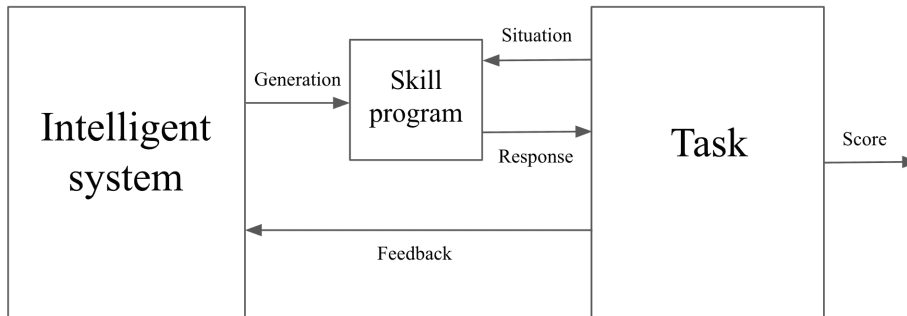 Intelligent
system
Generation
Skill
program
Situation
Response
Feedback
Task
Score